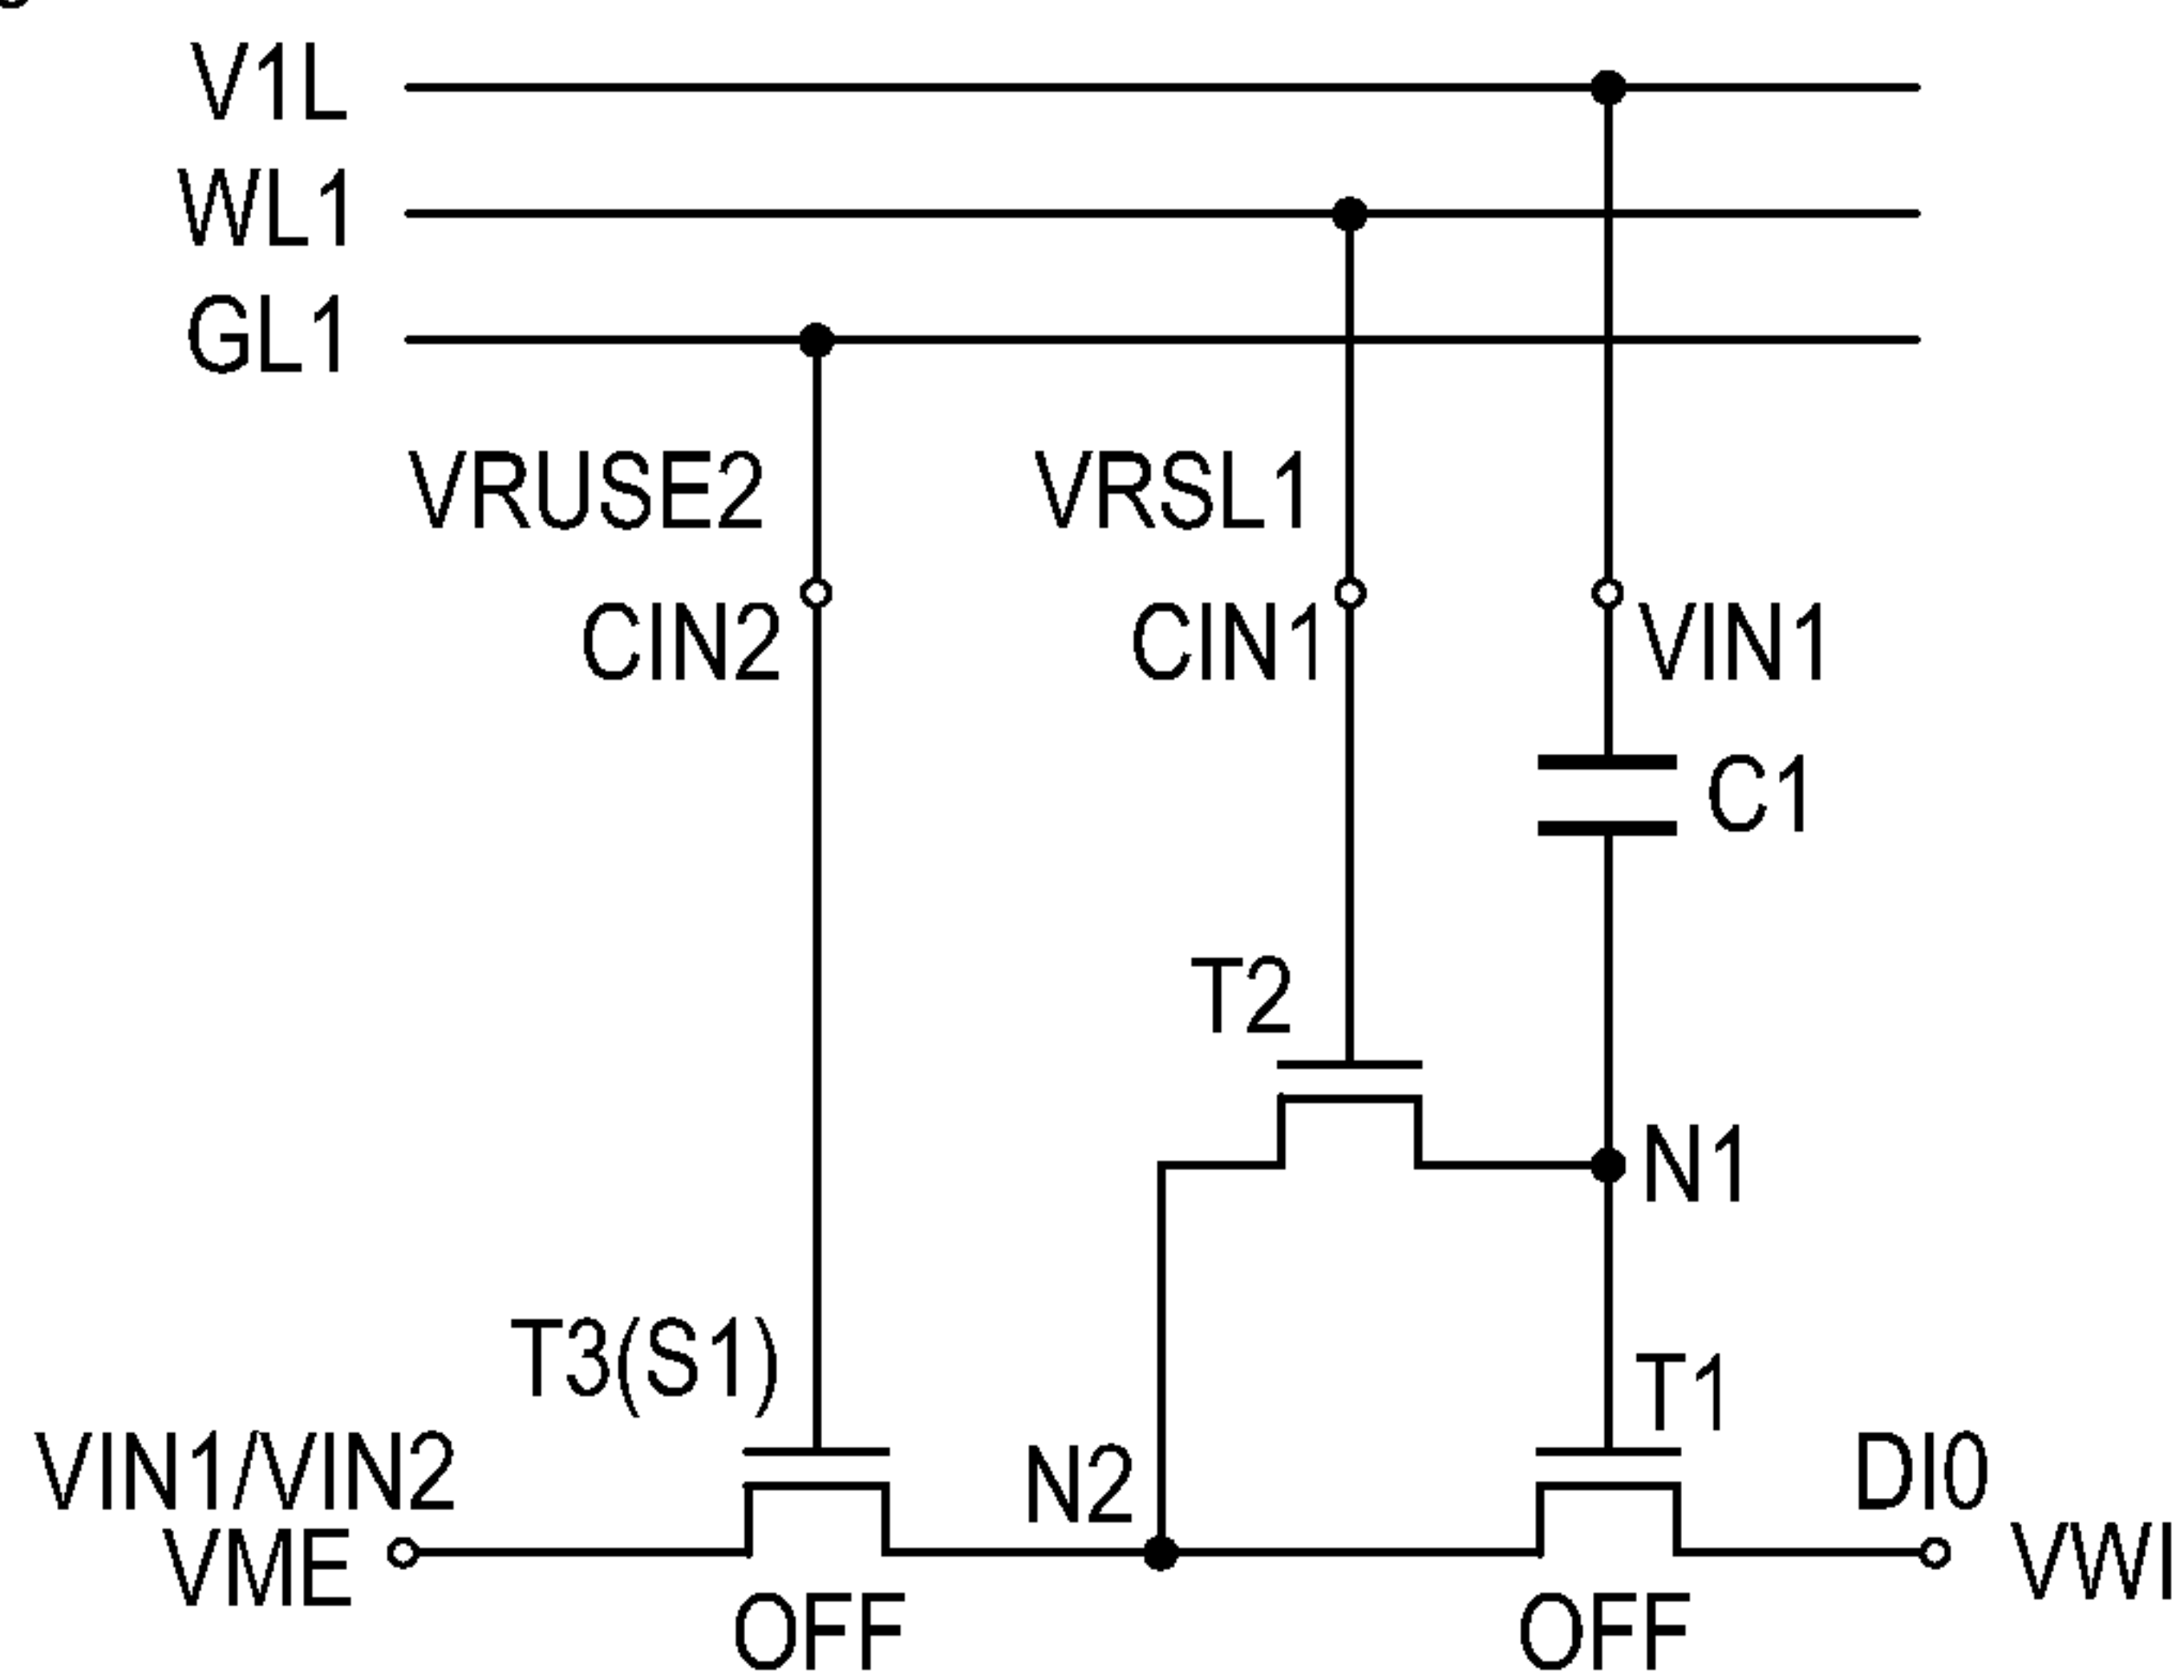 V1L
WL1
GL1
VRUSE2 VRSL1
CIN2 CIN1 VIN1
C1
T2
N1
T3(S1) T1
VIN1/VIN2 N2 DI0
VME VWI
OFF OFF